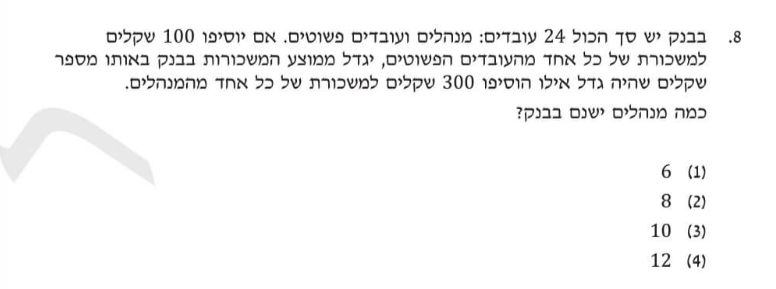 8. בבנק יש סך הכול 24 עובדים: מנהלים ועובדים פשוטים. אם יוסיפו 100 שקלים
למשכורת של כל אחד מהעובדים הפשוטים, יגדל ממוצע המשכורות בבנק באותו מספר
שקלים שהיה גדל אילו הוסיפו 300 שקלים למשכורת של כל אחד מהמנהלים.
כמה מנהלים ישנם בבנק?
(1) 6
(2) 8
(3) 10
(4) 12